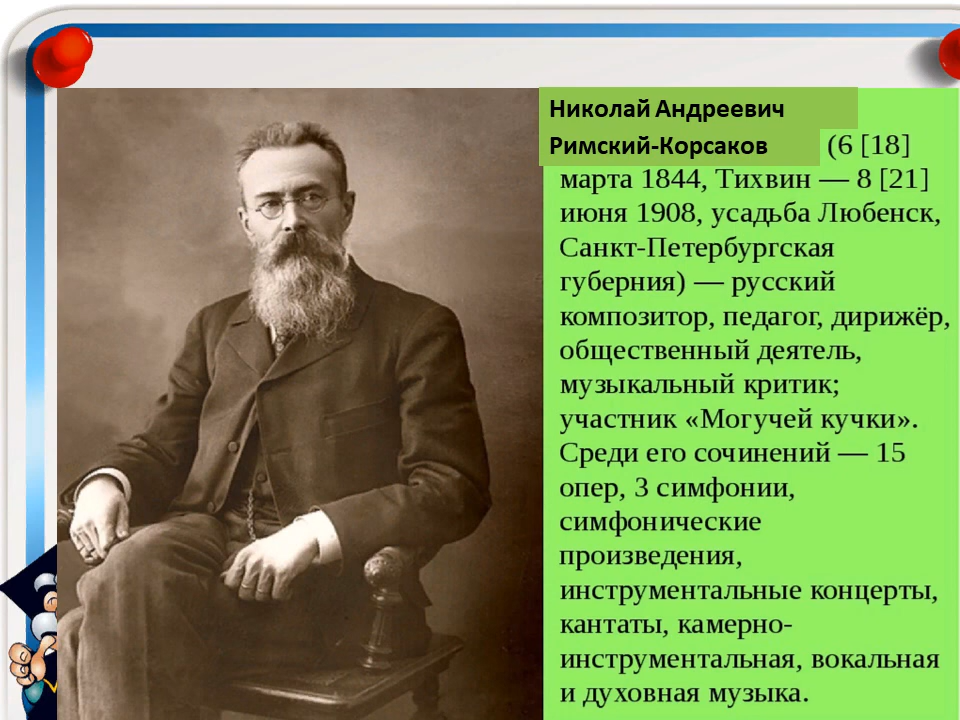 Николай Андреевич
Римский-Корсаков (6 [18]
марта 1844, Тихвин — 8 [21]
июня 1908, усадьба Любенск,
Санкт-Петербургская
губерния) — русский
композитор, педагог, дирижёр,
общественный деятель,
музыкальный критик;
участник «Могучей кучки».
Среди его сочинений — 15
опер, 3 симфонии,
симфонические
произведения,
инструментальные концерты,
кантаты, камерно-
инструментальная, вокальная
и духовная музыка.